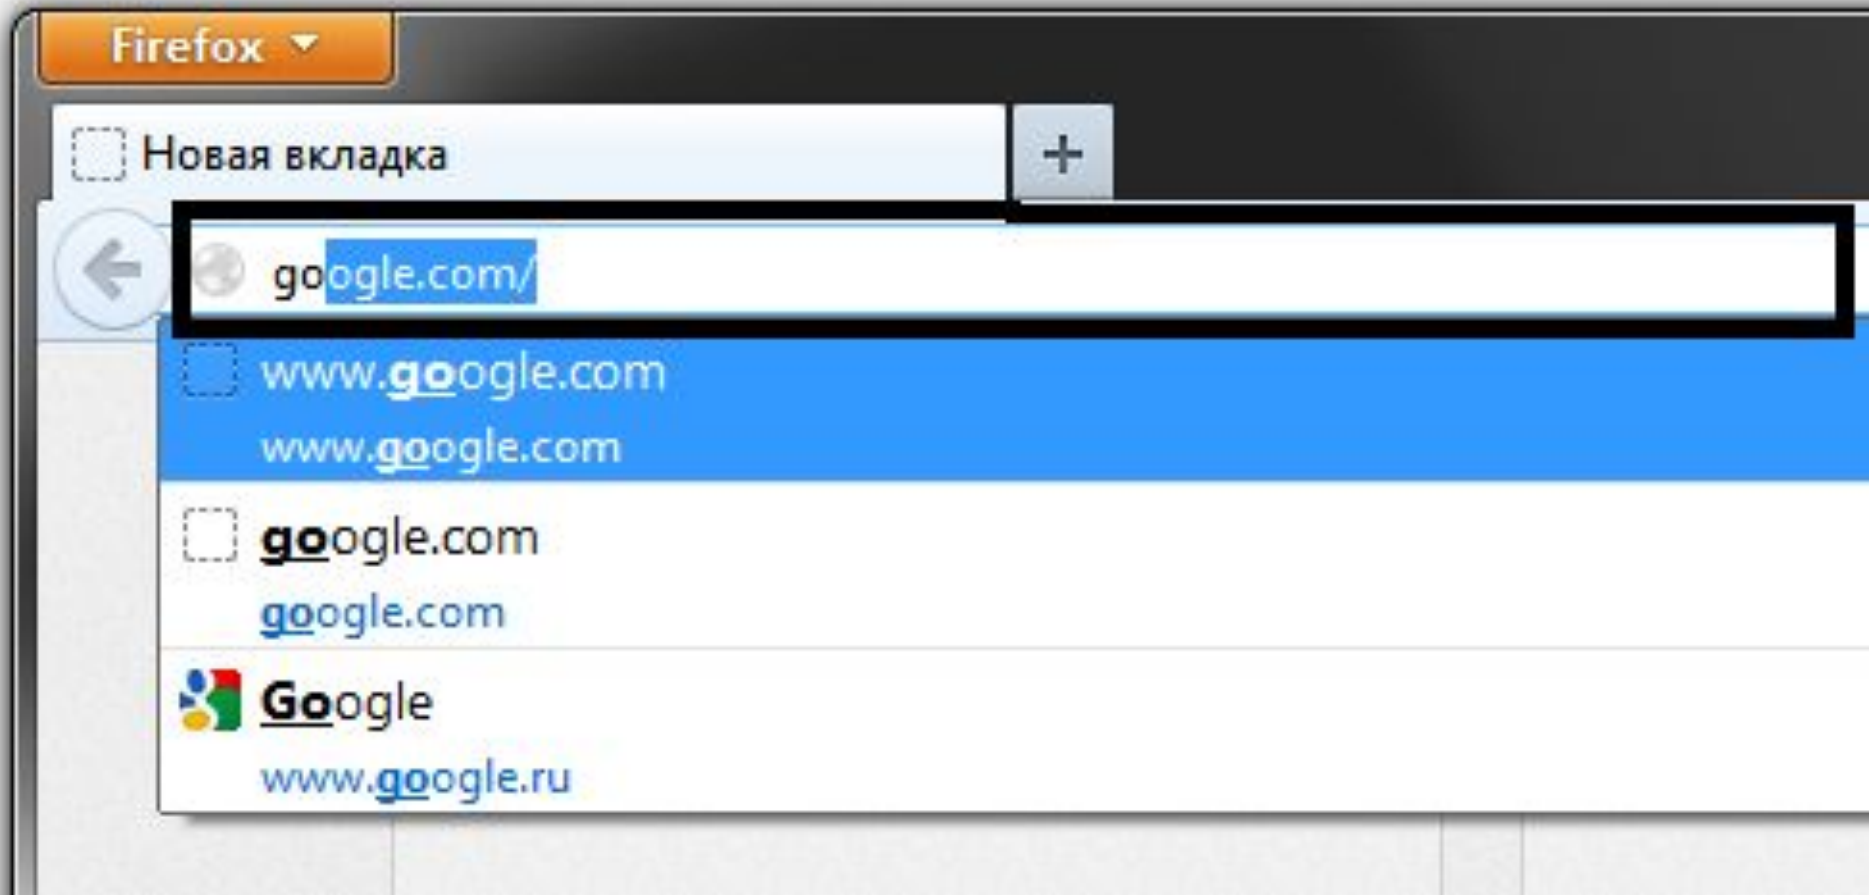 Firefox
Новая вкладка
google.com/
www.google.com
www.google.com
google.com
google.com
Google
www.google.ru